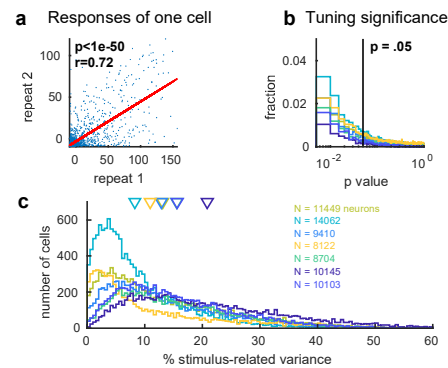 a Responses of one cell
p<1e-50
r=0.72
repeat 2
100
50
0
0 50 100 150
repeat 1
b Tuning significance
p = .05
fraction
0.04
0.02
0
10^-2 10^0
p value
c
N = 11449 neurons
N = 14062
N = 9410
N = 8122
N = 8704
N = 10145
N = 10103
number of cells
600
400
200
0
0 10 20 30 40 50 60
% stimulus-related variance